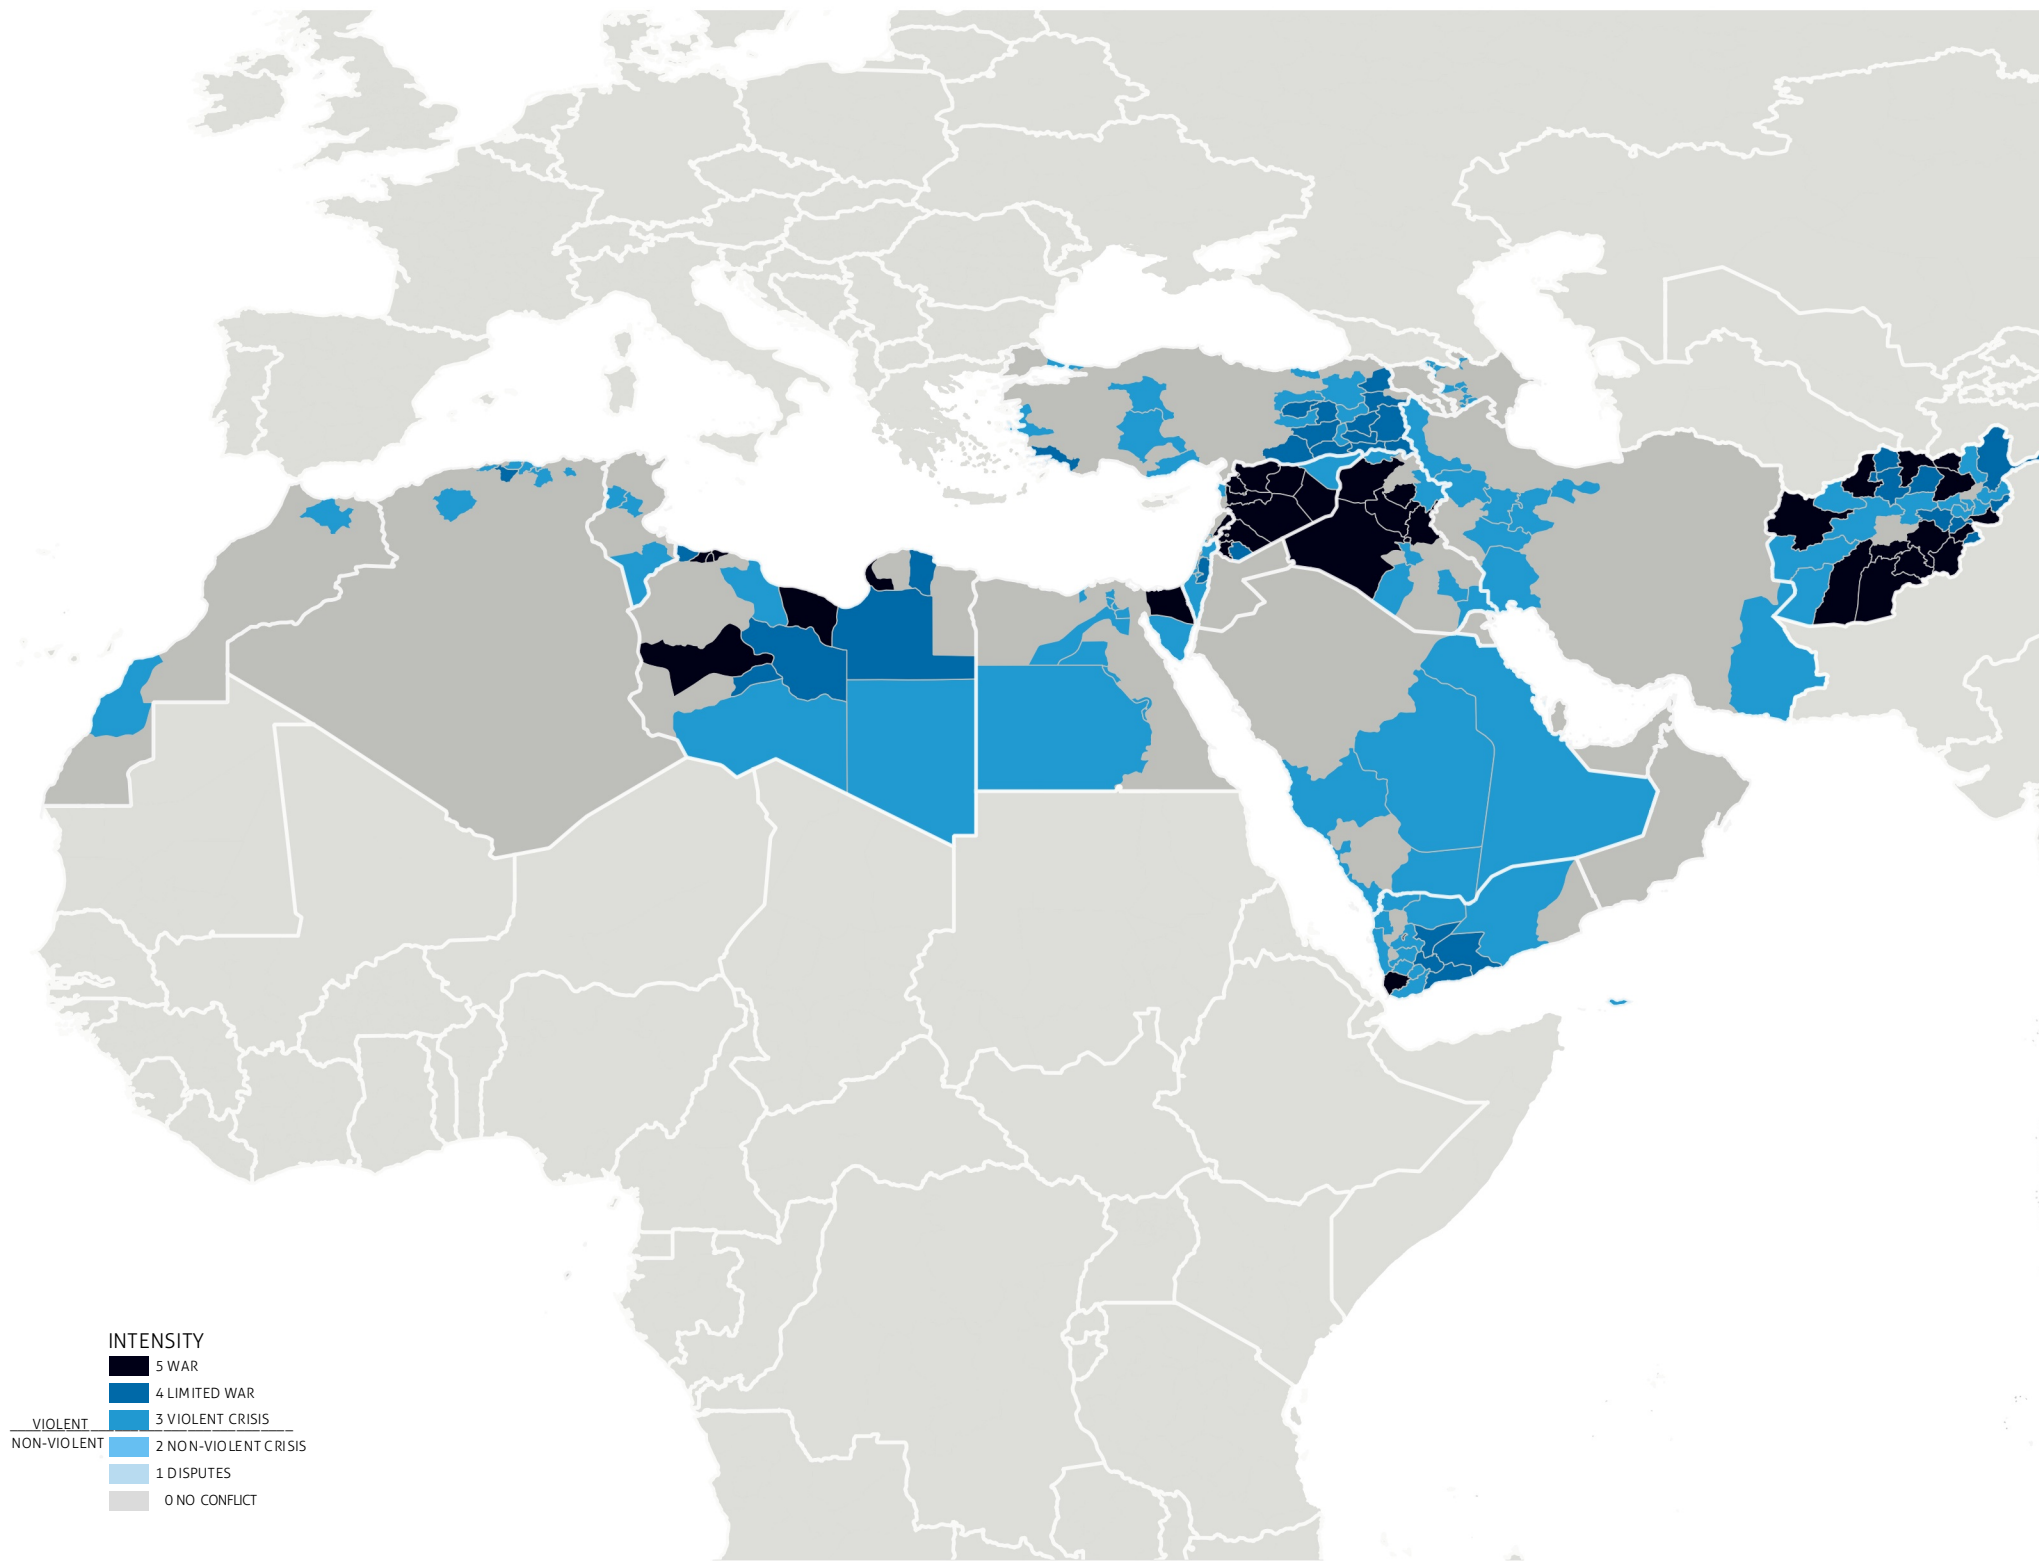 INTENSITY
5 WAR
4 LIMITED WAR
3 VIOLENT CRISIS
VIOLENT
NON-VIOLENT
2 NON-VIOLENT CRISIS
1 DISPUTES
0 NO CONFLICT